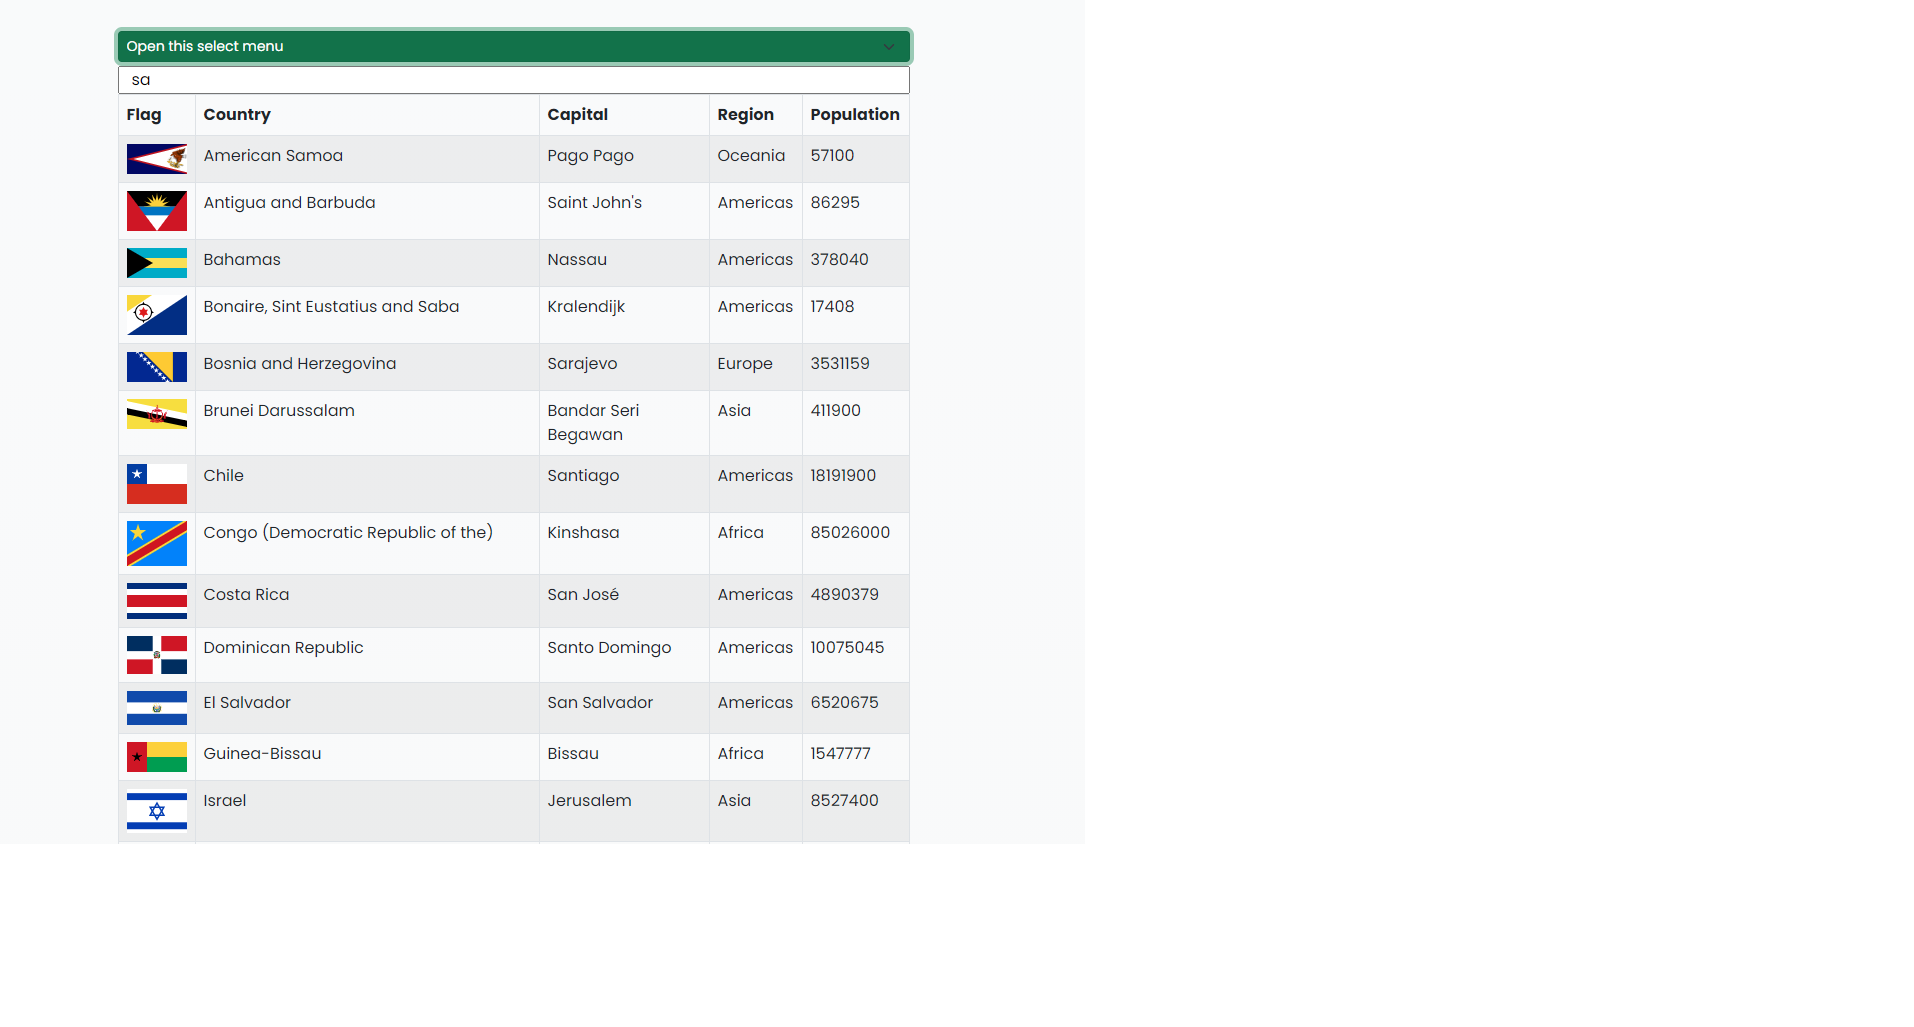 Open this select menu
sa
Flag Country Capital Region Population
American Samoa Pago Pago Oceania 57100
Antigua and Barbuda Saint John's Americas 86295
Bahamas Nassau Americas 378040
Bonaire, Sint Eustatius and Saba Kralendijk Americas 17408
Bosnia and Herzegovina Sarajevo Europe 3531159
Brunei Darussalam Bandar Seri Asia 411900
Begawan
Chile Santiago Americas 18191900
Congo (Democratic Republic of the) Kinshasa Africa 85026000
Costa Rica San José Americas 4890379
Dominican Republic Santo Domingo Americas 10075045
El Salvador San Salvador Americas 6520675
Guinea-Bissau Bissau Africa 1547777
Israel Jerusalem Asia 8527400